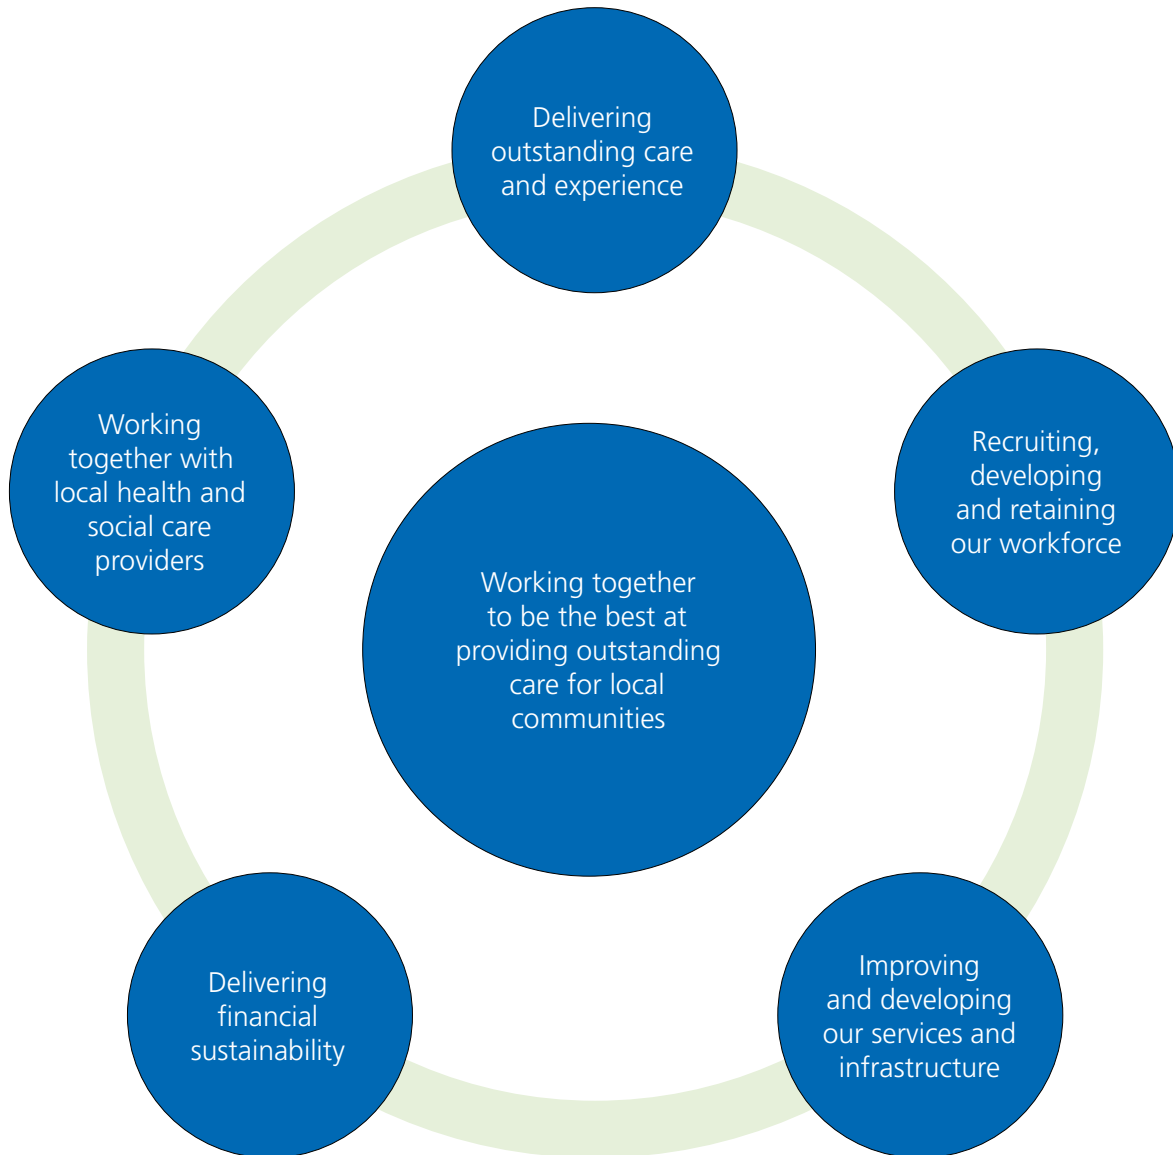 Delivering
outstanding care
and experience
Working
together with
local health and
social care
providers
Recruiting,
developing
and retaining
our workforce
Working together
to be the best at
providing outstanding
care for local
communities
Delivering
financial
sustainability
Improving
and developing
our services and
infrastructure